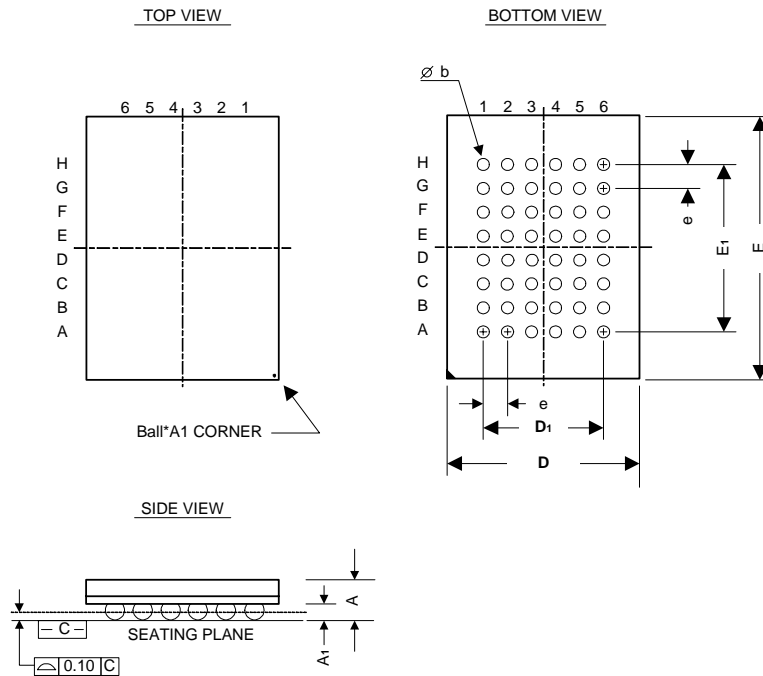 TOP VIEW
6 5 4 3 2 1
H
G
F
E
D
C
B
A
Ball*A1 CORNER
BOTTOM VIEW
Ø b
1 2 3 4 5 6
H
G
F
E
D
C
B
A
e
E1
E
e
D1
D
SIDE VIEW
A
A1
– C –
SEATING PLANE
⌓ 0.10 C